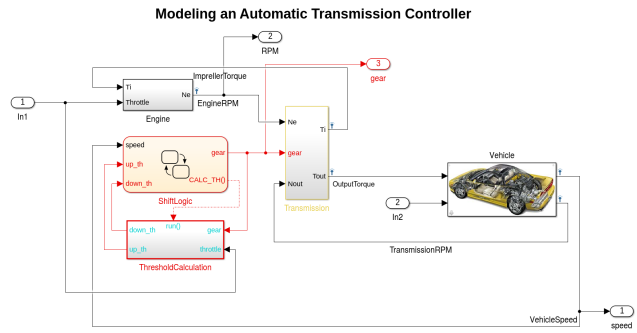 Modeling an Automatic Transmission Controller
2
RPM
3
gear
ImprellerTorque
Ti
Ne
Throttle
EngineRPM
Engine
1
In1
Ne
Ti
gear
Tout
Nout
OutputTorque
Transmission
speed
gear
up_th
CALC_TH()
down_th
ShiftLogic
run()
down_th
gear
up_th
throttle
ThresholdCalculation
Vehicle
2
In2
TransmissionRPM
VehicleSpeed
1
speed